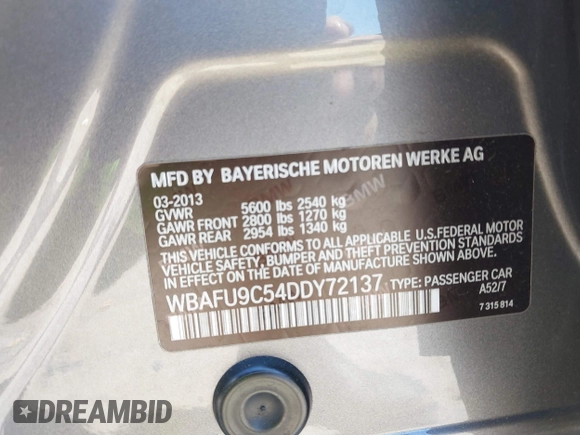 MFD BY BAYERISCHE MOTOREN WERKE AG
03-2013
GVWR 5600 lbs 2540 kg
GAWR FRONT 2800 lbs 1270 kg
GAWR REAR 2954 lbs 1340 kg
THIS VEHICLE CONFORMS TO ALL APPLICABLE U.S.FEDERAL MOTOR
VEHICLE SAFETY, BUMPER AND THEFT PREVENTION STANDARDS
IN EFFECT ON THE DATE OF MANUFACTURE SHOWN ABOVE.
WBAFU9C54DDY72137 TYPE: PASSENGER CAR
A52/7
7 315 814
BMW
DREAMBID